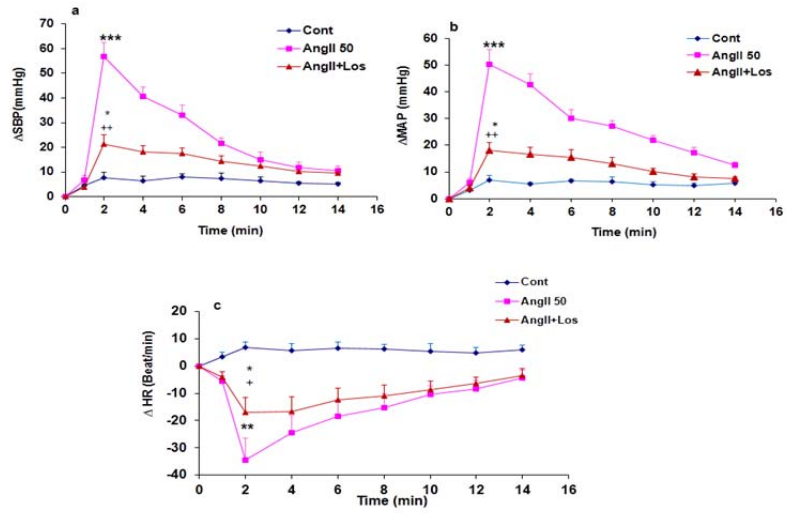 a
70
60
50
40
30
20
10
0
ΔSBP(mmHg)
***
*
++
Cont
AngII 50
AngII+Los
0 2 4 6 8 10 12 14 16
Time (min)
b
60
50
40
30
20
10
0
ΔMAP (mmHg)
***
*
++
Cont
AngII 50
AngII+Los
0 2 4 6 8 10 12 14 16
Time (min)
c
20
10
0
-10
-20
-30
-40
Δ HR (Beat/min)
Cont
AngII 50
AngII+Los
*
+
**
0 2 4 6 8 10 12 14 16
Time (min)